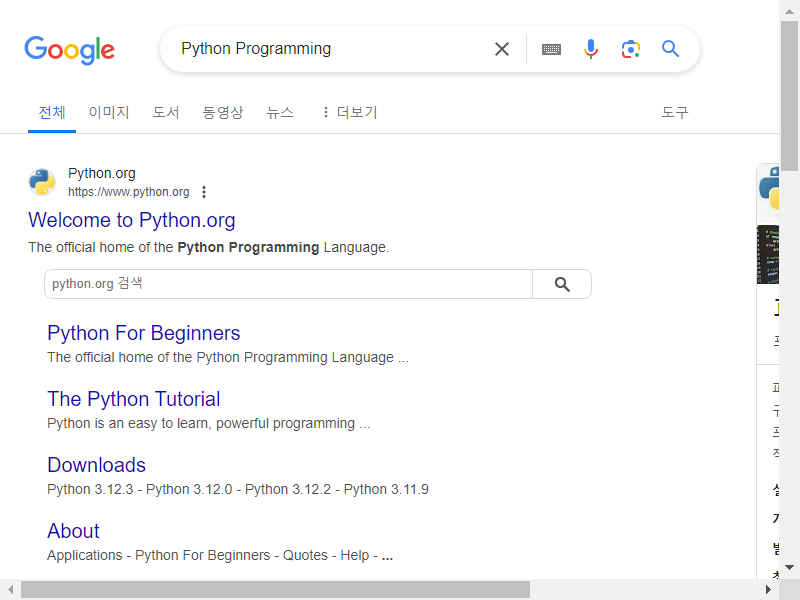 Google
Python Programming
전체 이미지 도서 동영상 뉴스 더보기 도구
Python.org
https://www.python.org
Welcome to Python.org
The official home of the Python Programming Language.
python.org 검색
Python For Beginners
The official home of the Python Programming Language ...
The Python Tutorial
Python is an easy to learn, powerful programming ...
Downloads
Python 3.12.3 - Python 3.12.0 - Python 3.12.2 - Python 3.11.9
About
Applications - Python For Beginners - Quotes - Help - ...